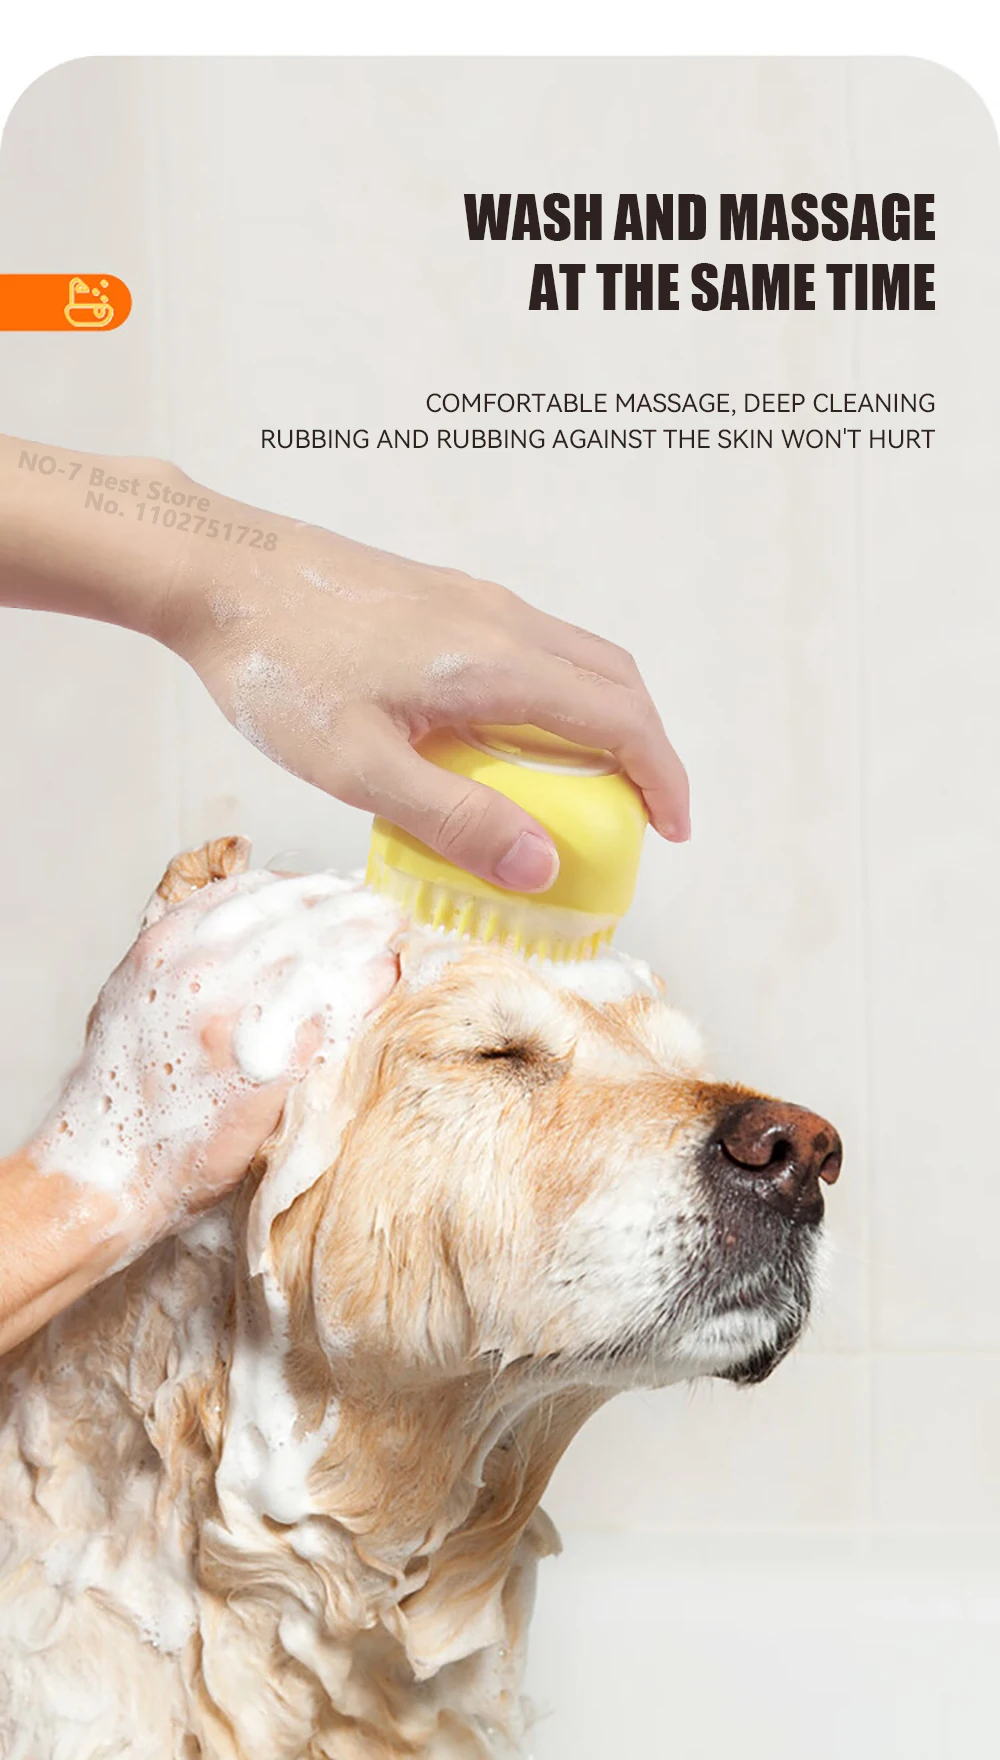 WASH AND MASSAGE
AT THE SAME TIME
COMFORTABLE MASSAGE, DEEP CLEANING
RUBBING AND RUBBING AGAINST THE SKIN WON'T HURT
NO-7 Best Store
No. 1102751728